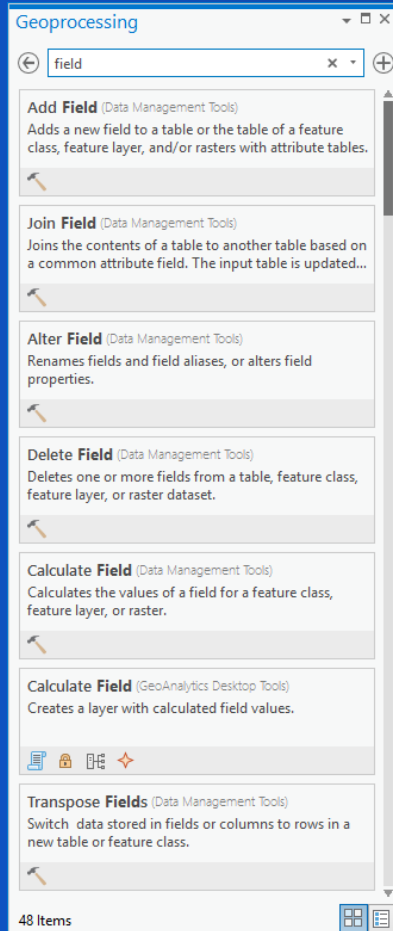 Geoprocessing
field
Add Field (Data Management Tools)
Adds a new field to a table or the table of a feature
class, feature layer, and/or rasters with attribute tables.
Join Field (Data Management Tools)
Joins the contents of a table to another table based on
a common attribute field. The input table is updated...
Alter Field (Data Management Tools)
Renames fields and field aliases, or alters field
properties.
Delete Field (Data Management Tools)
Deletes one or more fields from a table, feature class,
feature layer, or raster dataset.
Calculate Field (Data Management Tools)
Calculates the values of a field for a feature class,
feature layer, or raster.
Calculate Field (GeoAnalytics Desktop Tools)
Creates a layer with calculated field values.
Transpose Fields (Data Management Tools)
Switch  data stored in fields or columns to rows in a
new table or feature class.
48 Items